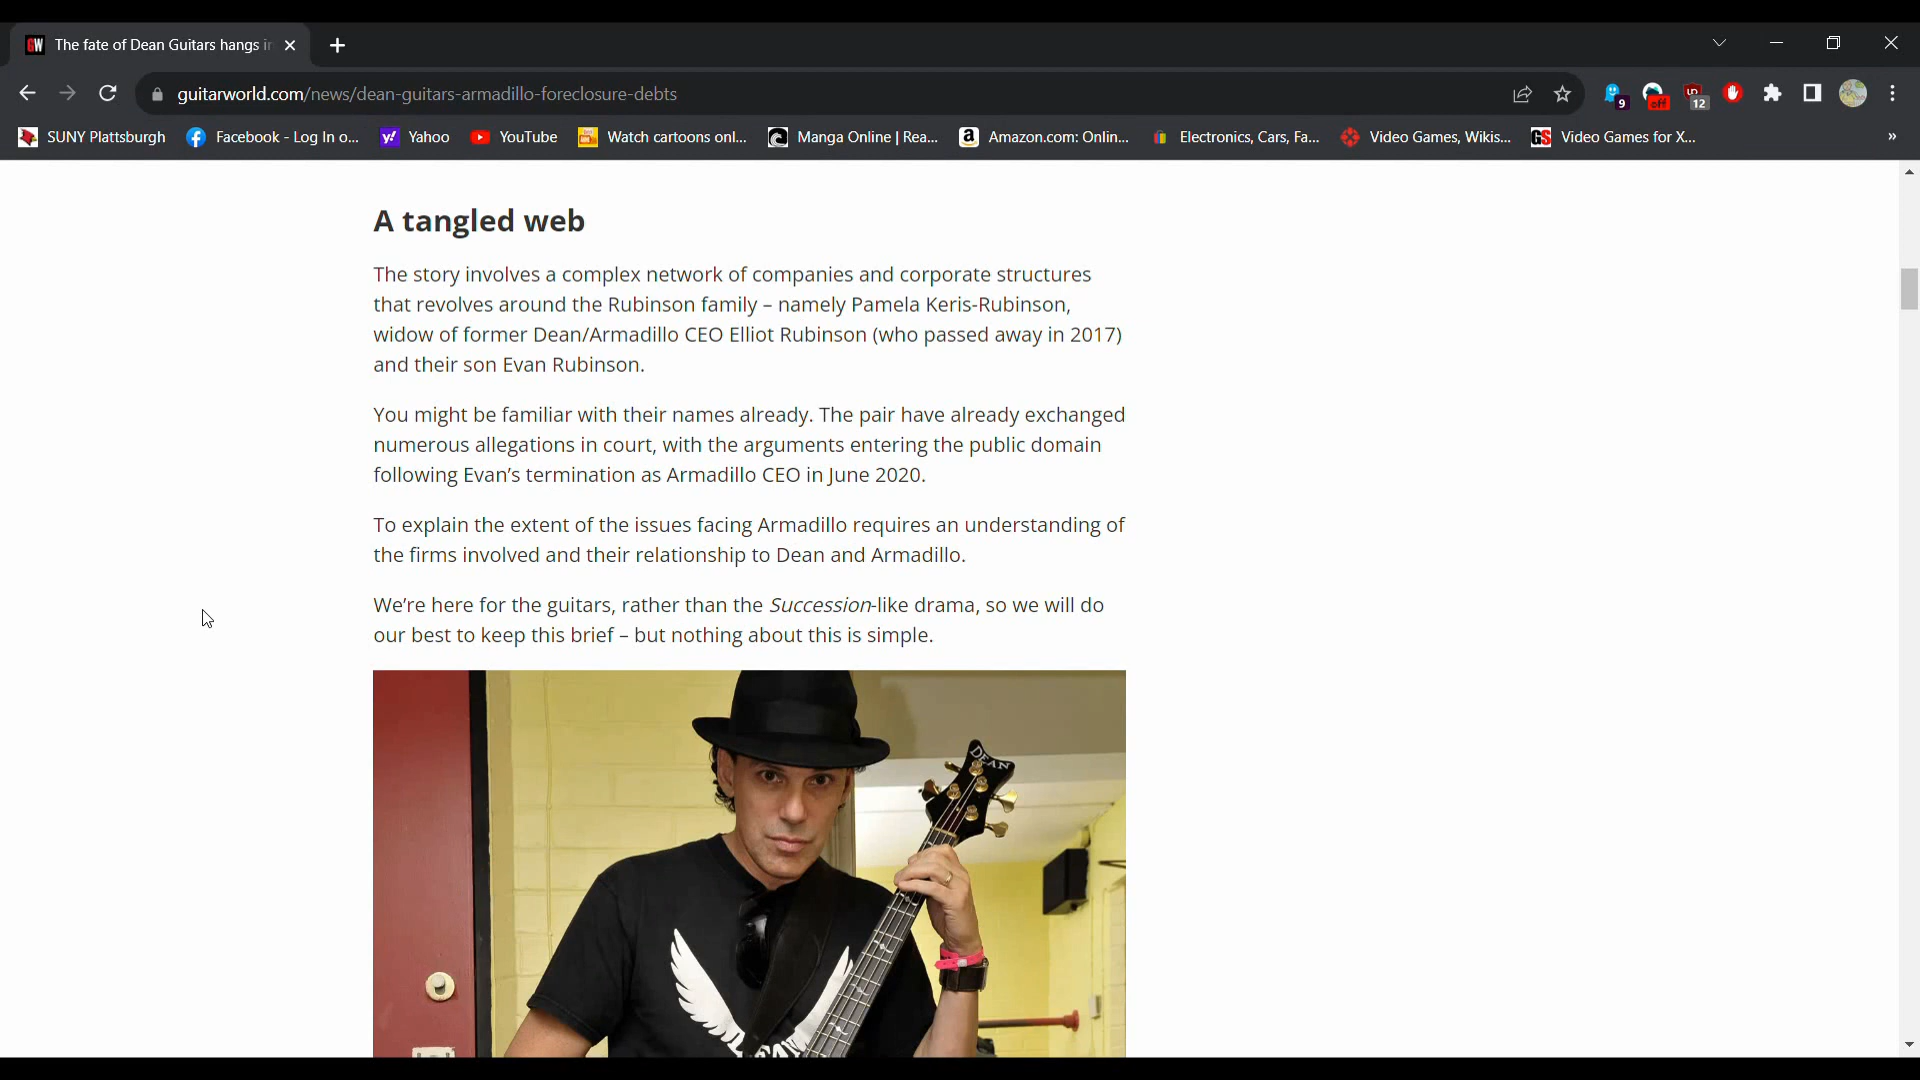 GW The fate of Dean Guitars hangs in
guitarworld.com/news/dean-guitars-armadillo-foreclosure-debts
9
off
12
SUNY Plattsburgh
Facebook - Log In o...
Yahoo
YouTube
Watch cartoons onl...
Manga Online | Rea...
Amazon.com: Onlin...
Electronics, Cars, Fa...
Video Games, Wikis...
GS Video Games for X...
»
A tangled web
The story involves a complex network of companies and corporate structures
that revolves around the Rubinson family – namely Pamela Keris-Rubinson,
widow of former Dean/Armadillo CEO Elliot Rubinson (who passed away in 2017)
and their son Evan Rubinson.
You might be familiar with their names already. The pair have already exchanged
numerous allegations in court, with the arguments entering the public domain
following Evan’s termination as Armadillo CEO in June 2020.
To explain the extent of the issues facing Armadillo requires an understanding of
the firms involved and their relationship to Dean and Armadillo.
We’re here for the guitars, rather than the Succession-like drama, so we will do
our best to keep this brief – but nothing about this is simple.
DEAN